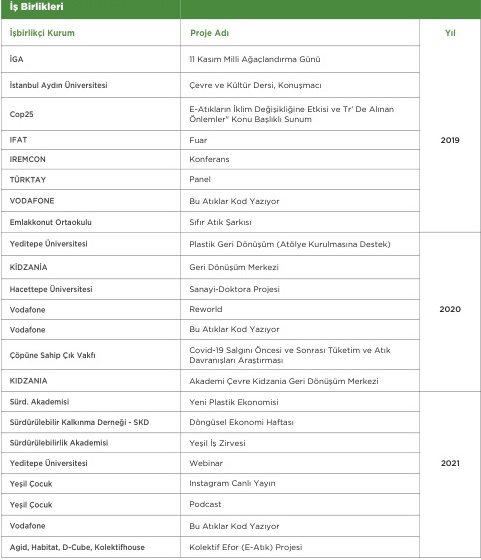 İş Birlikleri
İşbirlikçi Kurum Proje Adı Yıl
İGA 11 Kasım Milli Ağaçlandırma Günü
İstanbul Aydın Üniversitesi Çevre ve Kültür Dersi, Konuşmacı
Cop25 E-Atıkların İklim Değişikliğine Etkisi ve Tr' De Alınan
Önlemler" Konu Başlıklı Sunum
IFAT Fuar
IREMCON Konferans
TÜRKTAY Panel
VODAFONE Bu Atıklar Kod Yazıyor
Emlakkonut Ortaokulu Sıfır Atık Şarkısı
2019
Yeditepe Üniversitesi Plastik Geri Dönüşüm (Atölye Kurulmasına Destek)
KİDZANİA Geri Dönüşüm Merkezi
Hacettepe Üniversitesi Sanayi-Doktora Projesi
Vodafone Reworld
Vodafone Bu Atıklar Kod Yazıyor
Çöpüne Sahip Çık Vakfı Covid-19 Salgını Öncesi ve Sonrası Tüketim ve Atık
Davranışları Araştırması
KIDZANIA Akademi Çevre Kidzania Geri Dönüşüm Merkezi
2020
Sürd. Akademisi Yeni Plastik Ekonomisi
Sürdürülebilir Kalkınma Derneği - SKD Döngüsel Ekonomi Haftası
Sürdürülebilirlik Akademisi Yeşil İş Zirvesi
Yeditepe Üniversitesi Webinar
Yeşil Çocuk Instagram Canlı Yayın
Yeşil Çocuk Podcast
Vodafone Bu Atıklar Kod Yazıyor
Agid, Habitat, D-Cube, Kolektifhouse Kolektif Efor (E-Atık) Projesi
2021